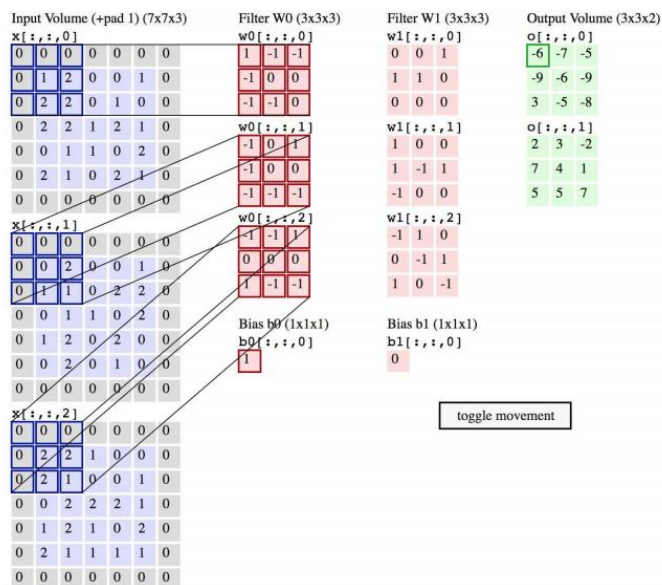 Input Volume (+pad 1) (7x7x3)
x[:,:,0]
0 0 0 0 0 0 0
0 1 2 0 0 1 0
0 2 2 0 1 0 0
0 2 2 1 2 1 0
0 0 1 1 0 2 0
0 2 1 0 2 1 0
0 0 0 0 0 0 0
x[:,:,1]
0 0 0 0 0 0 0
0 0 2 0 0 1 0
0 1 1 0 2 2 0
0 0 1 1 0 2 0
0 1 2 0 2 0 0
0 0 2 0 1 0 0
0 0 0 0 0 0 0
x[:,:,2]
0 0 0 0 0 0 0
0 2 2 1 0 0 0
0 2 1 0 0 1 0
0 0 2 2 2 1 0
0 1 2 1 0 2 0
0 2 1 1 1 1 0
0 0 0 0 0 0 0
Filter W0 (3x3x3)
w0[:,:,0]
1 -1 -1
-1 0 0
-1 -1 0
w0[:,:,1]
-1 0 1
-1 0 0
-1 -1 -1
w0[:,:,2]
-1 -1 1
0 0 0
1 -1 -1
Bias b0 (1x1x1)
b0[:,:,0]
1
Filter W1 (3x3x3)
w1[:,:,0]
0 0 1
1 1 0
0 0 0
w1[:,:,1]
1 0 0
1 -1 1
-1 0 0
w1[:,:,2]
-1 1 0
0 -1 1
1 0 -1
Bias b1 (1x1x1)
b1[:,:,0]
0
Output Volume (3x3x2)
o[:,:,0]
-6 -7 -5
-9 -6 -9
3 -5 -8
o[:,:,1]
2 3 -2
7 4 1
5 5 7
toggle movement